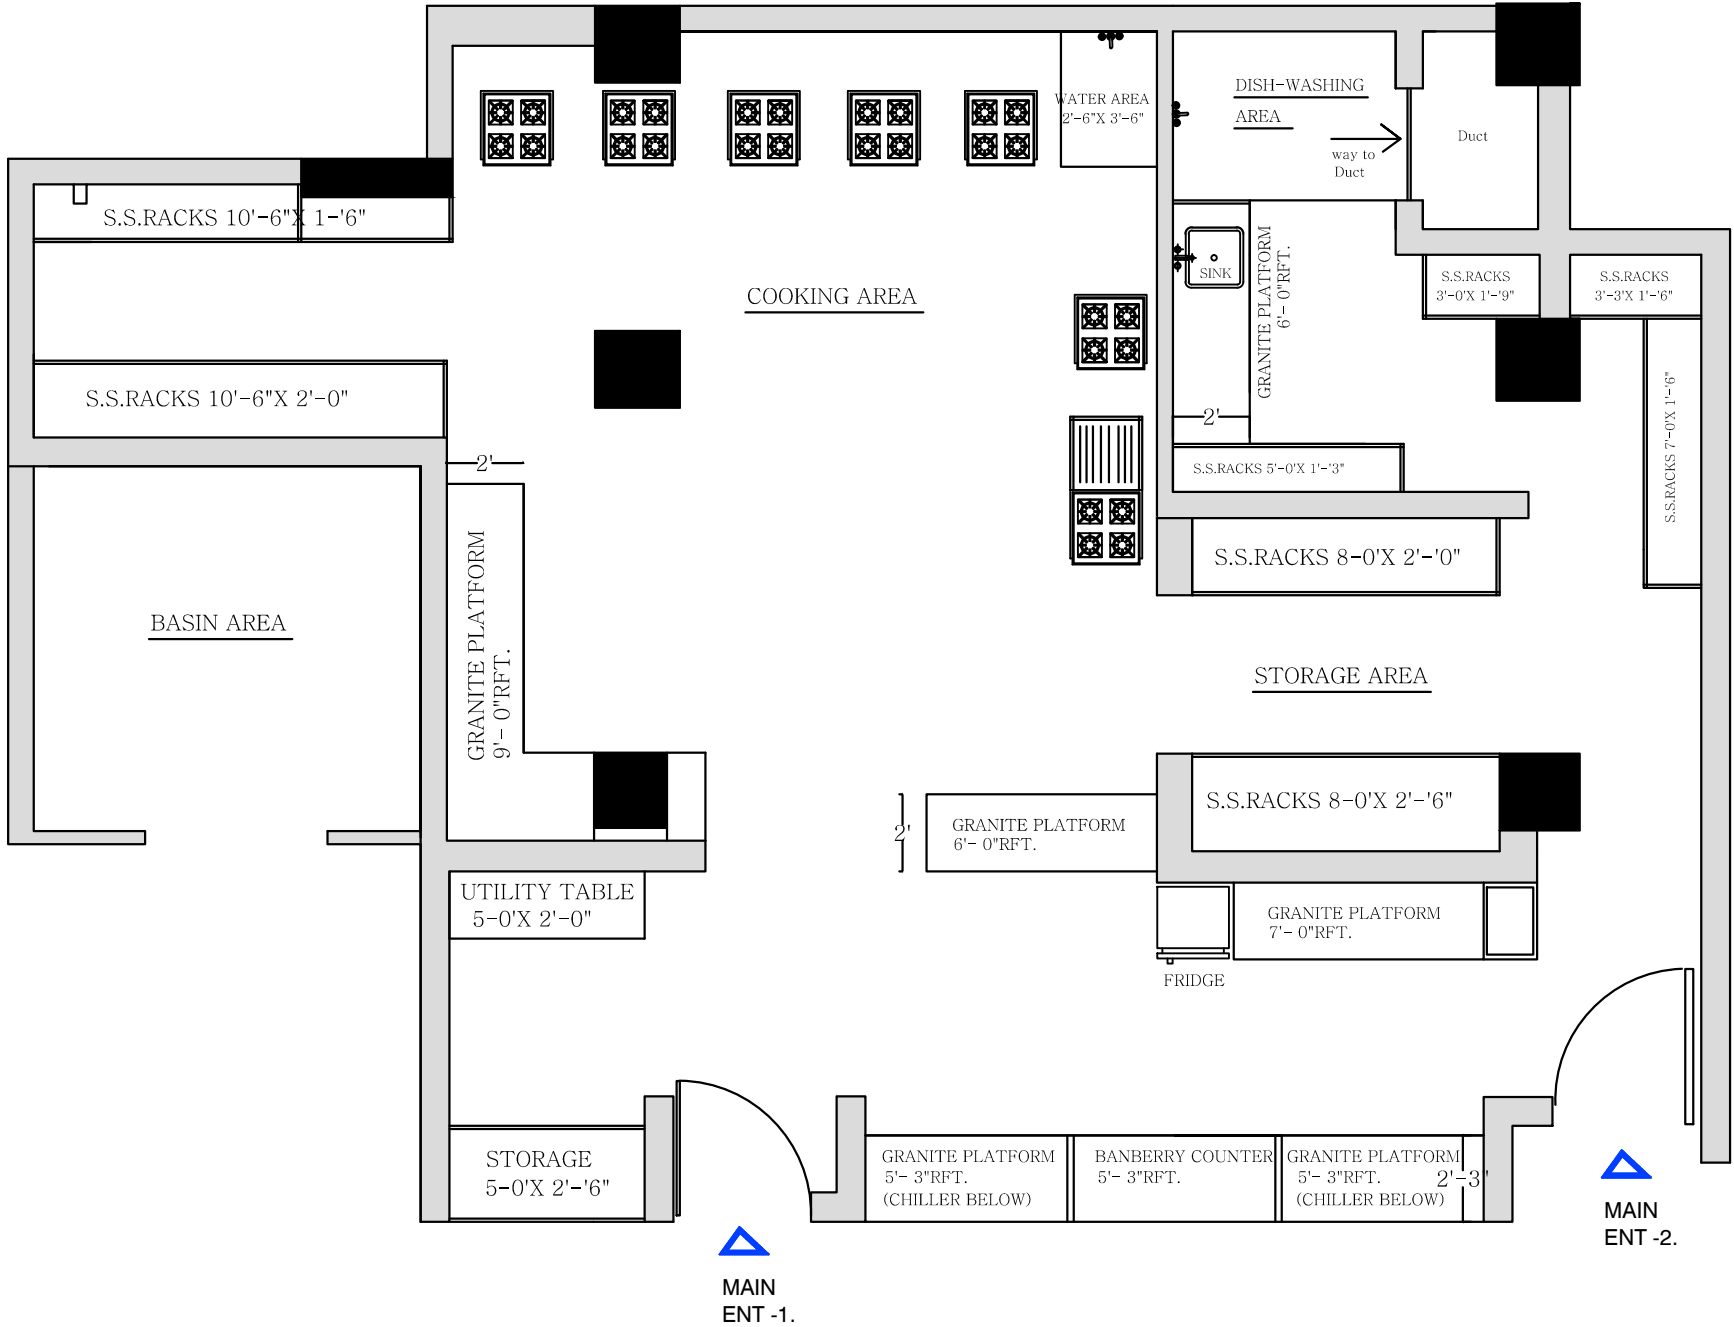 WATER AREA
2'-6"X 3'-6"
DISH-WASHING
AREA
way to
Duct
Duct
S.S.RACKS 10'-6"X 1-'6"
COOKING AREA
SINK
GRANITE PLATFORM
6'- 0"RFT.
S.S.RACKS
3'-0'X 1'-'9"
S.S.RACKS
3'-3'X 1'-'6"
S.S.RACKS 10'-6"X 2'-0"
2'
S.S.RACKS 7'-0'X 1'-'6"
2'
S.S.RACKS 5'-0'X 1'-'3"
GRANITE PLATFORM
9'- 0"RFT.
S.S.RACKS 8-0'X 2'-'0"
BASIN AREA
STORAGE AREA
S.S.RACKS 8-0'X 2'-'6"
2'
GRANITE PLATFORM
6'- 0"RFT.
UTILITY TABLE
5-0'X 2'-0"
GRANITE PLATFORM
7'- 0"RFT.
FRIDGE
STORAGE
5-0'X 2'-'6"
GRANITE PLATFORM
5'- 3"RFT.
(CHILLER BELOW)
BANBERRY COUNTER
5'- 3"RFT.
GRANITE PLATFORM
5'- 3"RFT.
(CHILLER BELOW)
2'-3'
MAIN
ENT -1.
MAIN
ENT -2.